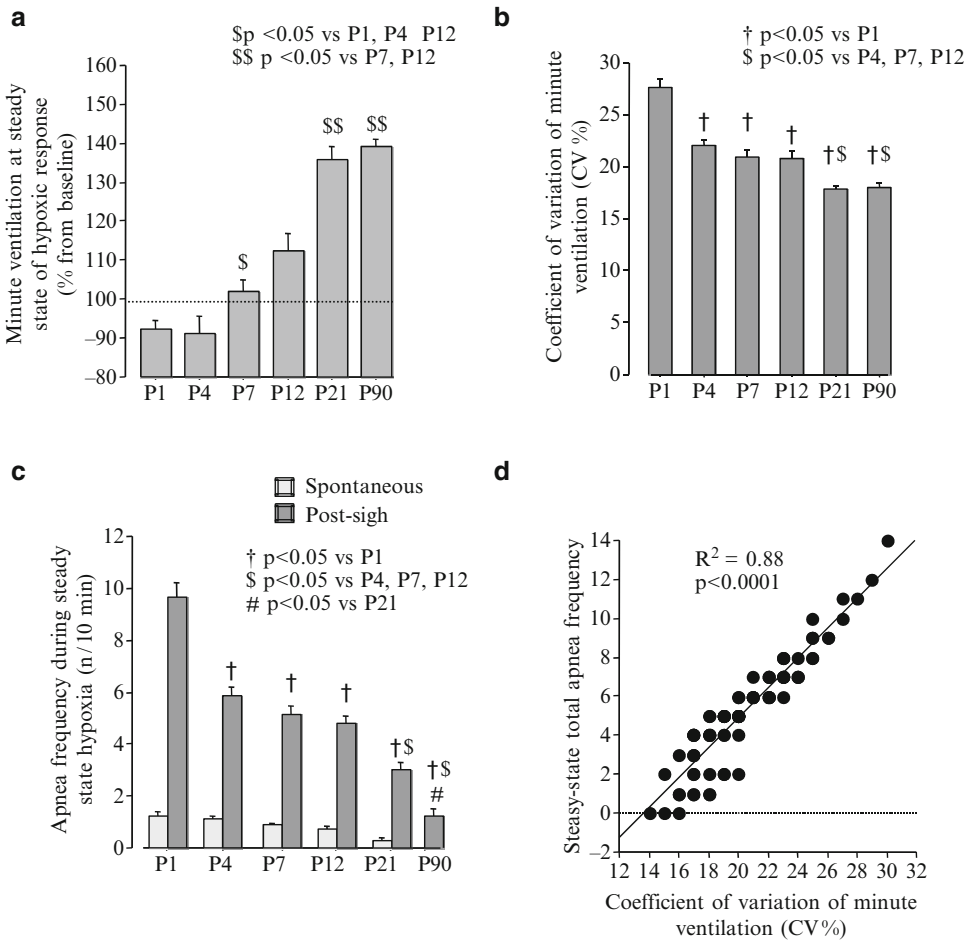 a
$p <0.05 vs P1, P4 P12
$$ p <0.05 vs P7, P12
Minute ventilation at steady
state of hypoxic response
(% from baseline)
160
150
140
130
120
110
100
–90
–80
$
$$
$$
P1 P4 P7 P12 P21 P90
b
† p<0.05 vs P1
$ p<0.05 vs P4, P7, P12
Coefficient of variation of minute
ventilation (CV %)
30
25
20
15
10
5
0
†
†
†
†$
†$
P1 P4 P7 P12 P21 P90
c
Spontaneous
Post-sigh
† p<0.05 vs P1
$ p<0.05 vs P4, P7, P12
# p<0.05 vs P21
Apnea frequency during steady
state hypoxia (n/10 min)
12
10
8
6
4
2
0
†
†
†
†$
†$
#
P1 P4 P7 P12 P21 P90
d
R2 = 0.88
p<0.0001
Steasy-state total apnea frequency
14
12
10
8
6
4
2
0
–2
12 14 16 18 20 22 24 26 28 30 32
Coefficient of variation of minute
ventilation (CV%)